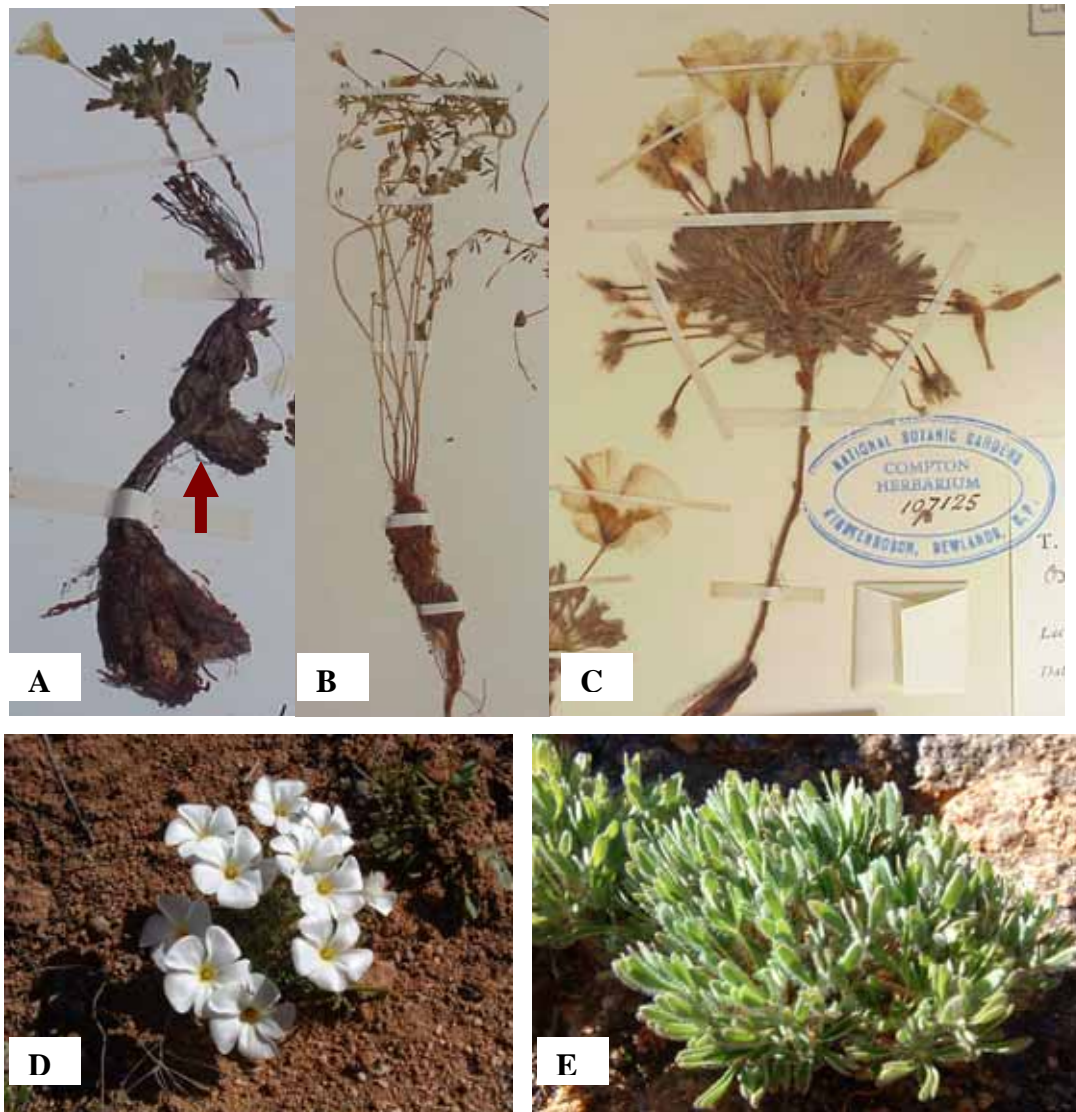 A
B
C
NATIONAL BOTANIC GARDENS
COMPTON
HERBARIUM
107125
KIRSTENBOSCH, NEWLANDS, C.P.
T.
D
E